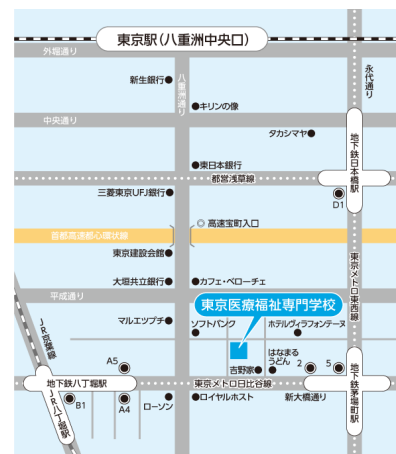 東京駅(八重洲中央口)
外堀通り
新生銀行
八重洲通り
永代通り
キリンの像
中央通り
タカシマヤ
地下鉄日本橋駅
東日本銀行
都営浅草線
三菱東京UFJ銀行
D1
高速宝町入口
首都高速都心環状線
東京建設会館
東京メトロ東西線
大垣共立銀行
カフェ・ベローチェ
平成通り
東京医療福祉専門学校
JR京葉線
マルエツプチ
ソフトバンク
ホテルヴィラフォンテーヌ
吉野家
はなまる
うどん
2
5
A5
地下鉄八丁堀駅
東京メトロ日比谷線
地下鉄茅場町駅
JR八丁堀駅
B1
A4
ローソン
ロイヤルホスト
新大橋通り